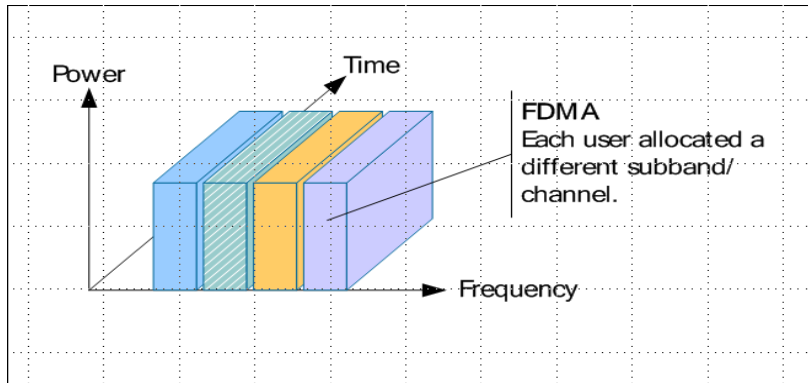 Power
Time
FDMA
Each user allocated a
different subband/
channel.
Frequency